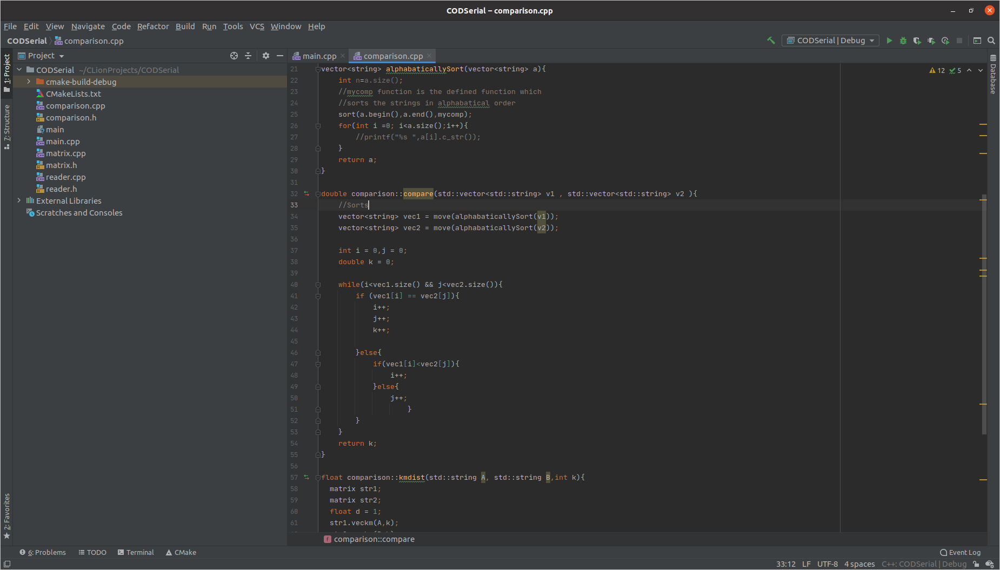 CODSerial – comparison.cpp
File Edit View Navigate Code Refactor Build Run Tools VCS Window Help
CODSerial comparison.cpp
CODSerial | Debug
1: Project
7: Structure
2: Favorites
Project
CODSerial ~/CLionProjects/CODSerial
cmake-build-debug
CMakeLists.txt
comparison.cpp
comparison.h
main
main.cpp
matrix.cpp
matrix.h
reader.cpp
reader.h
External Libraries
Scratches and Consoles
main.cpp comparison.cpp
12 5
Database
21 vector<string> alphabaticallySort(vector<string> a){
22 int n=a.size();
23 //mycomp function is the defined function which
24 //sorts the strings in alphabatical order
25 sort(a.begin(),a.end(),mycomp);
26 for(int i =0; i<a.size();i++){
27 //printf("%s ",a[i].c_str());
28 }
29 return a;
30 }
31
32 double comparison::compare(std::vector<std::string> v1 , std::vector<std::string> v2 ){
33 //Sorts
34 vector<string> vec1 = move(alphabaticallySort(v1));
35 vector<string> vec2 = move(alphabaticallySort(v2));
36
37 int i = 0,j = 0;
38 double k = 0;
39
40 while(i<vec1.size() && j<vec2.size()){
41 if (vec1[i] == vec2[j]){
42 i++;
43 j++;
44 k++;
45
46 }else{
47 if(vec1[i]<vec2[j]){
48 i++;
49 }else{
50 j++;
51 }
52 }
53 }
54 return k;
55 }
56
57 float comparison::kmdist(std::string A, std::string B,int k){
58 matrix str1;
59 matrix str2;
60 float d = 1;
61 str1.veckm(A,k);
f comparison::compare
6: Problems TODO Terminal CMake Event Log
33:12 LF UTF-8 4 spaces C++: CODSerial | Debug